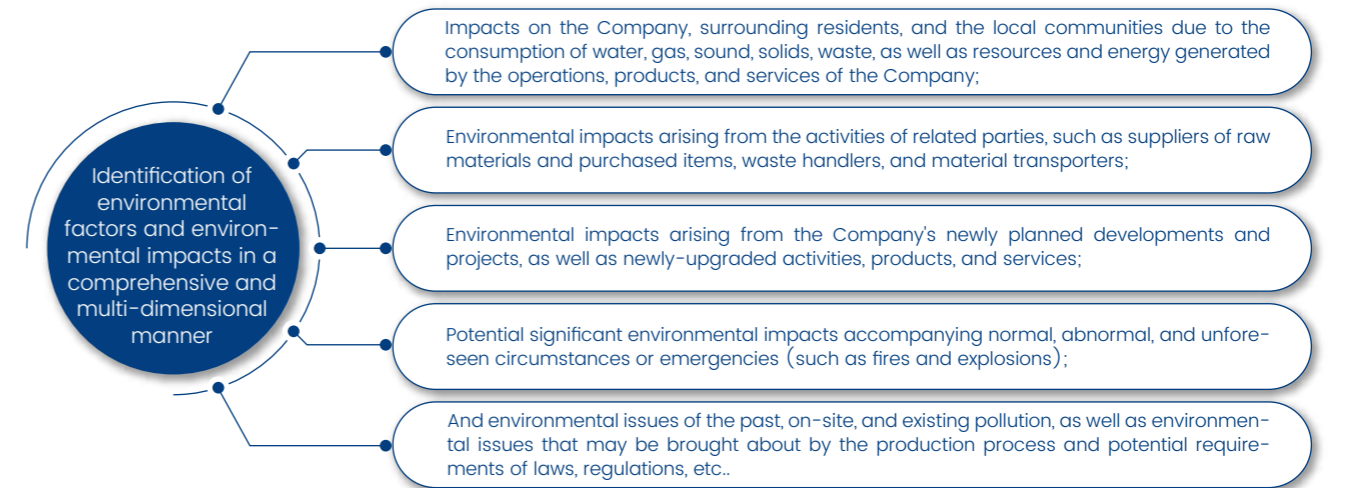 Identification of
environmental
factors and environ-
mental impacts in a
comprehensive and
multi-dimensional
manner
Impacts on the Company, surrounding residents, and the local communities due to the
consumption of water, gas, sound, solids, waste, as well as resources and energy generated
by the operations, products, and services of the Company;
Environmental impacts arising from the activities of related parties, such as suppliers of raw
materials and purchased items, waste handlers, and material transporters;
Environmental impacts arising from the Company's newly planned developments and
projects, as well as newly-upgraded activities, products, and services;
Potential significant environmental impacts accompanying normal, abnormal, and unfore-
seen circumstances or emergencies (such as fires and explosions);
And environmental issues of the past, on-site, and existing pollution, as well as environmen-
tal issues that may be brought about by the production process and potential require-
ments of laws, regulations, etc..